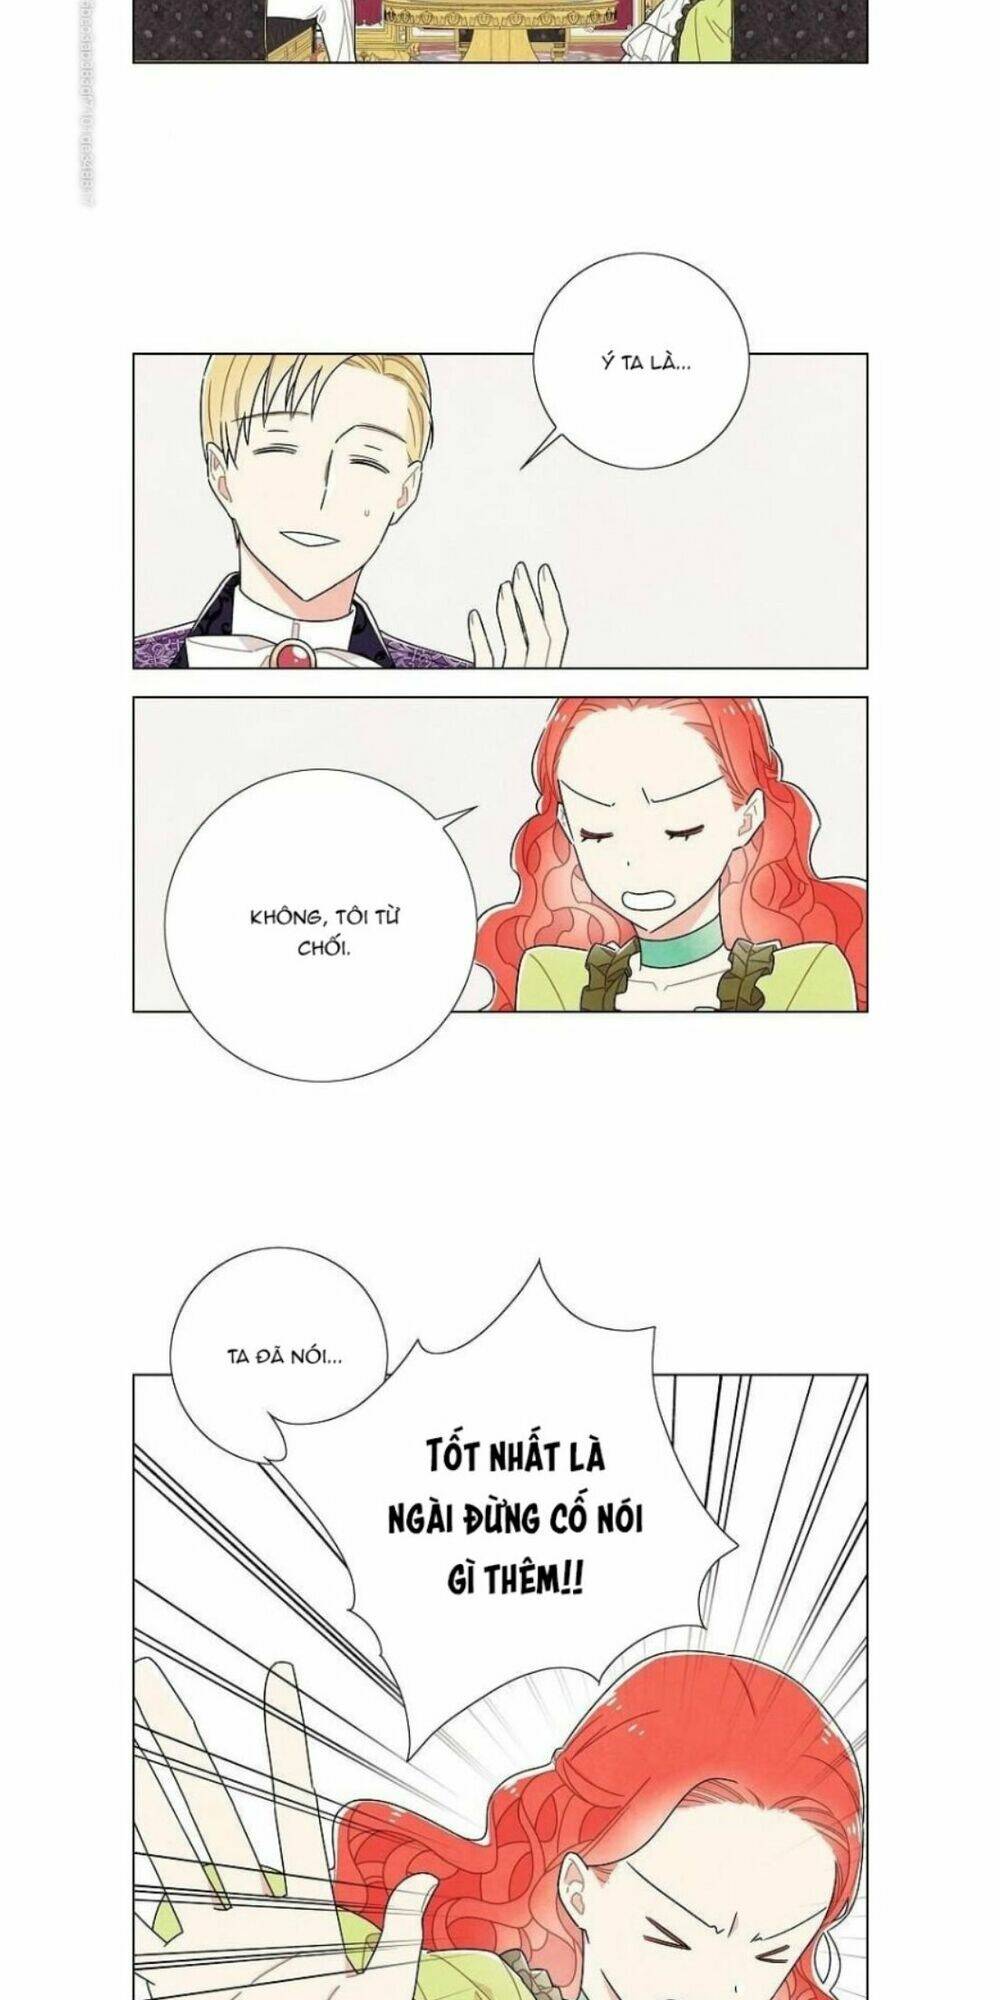 Ý TA LÀ...
KHÔNG, TÔI TỪ
CHỐI.
TA ĐÃ NÓI...
TỐT NHẤT LÀ
NGÀI ĐỪNG CỐ NÓI
GÌ THÊM!!